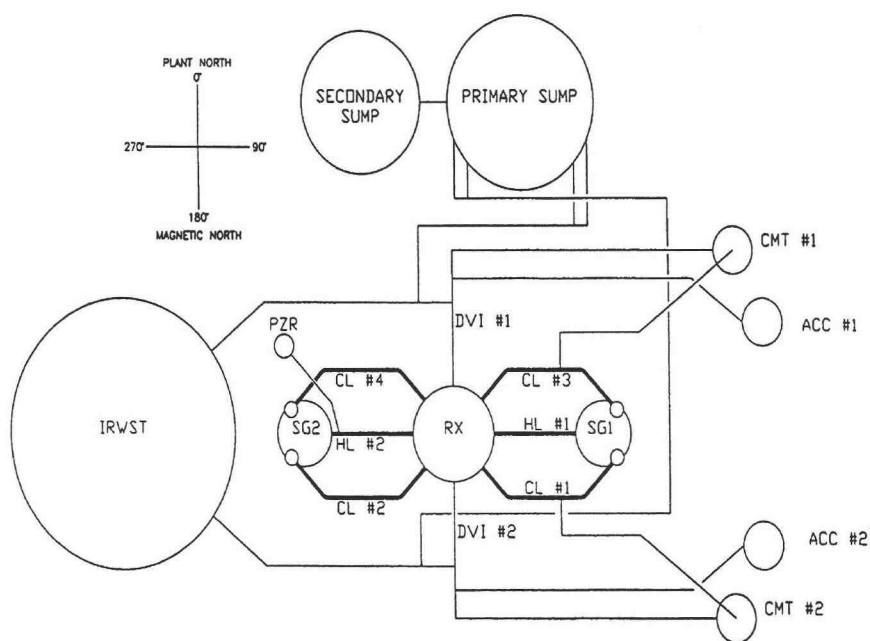 PLANT NORTH
0°
270°
90°
180°
MAGNETIC NORTH
SECONDARY
SUMP
PRIMARY SUMP
CMT #1
ACC #1
DVI #1
PZR
CL #4
CL #3
IRWST
SG2
HL #2
RX
HL #1
SG1
CL #2
CL #1
DVI #2
ACC #2
CMT #2